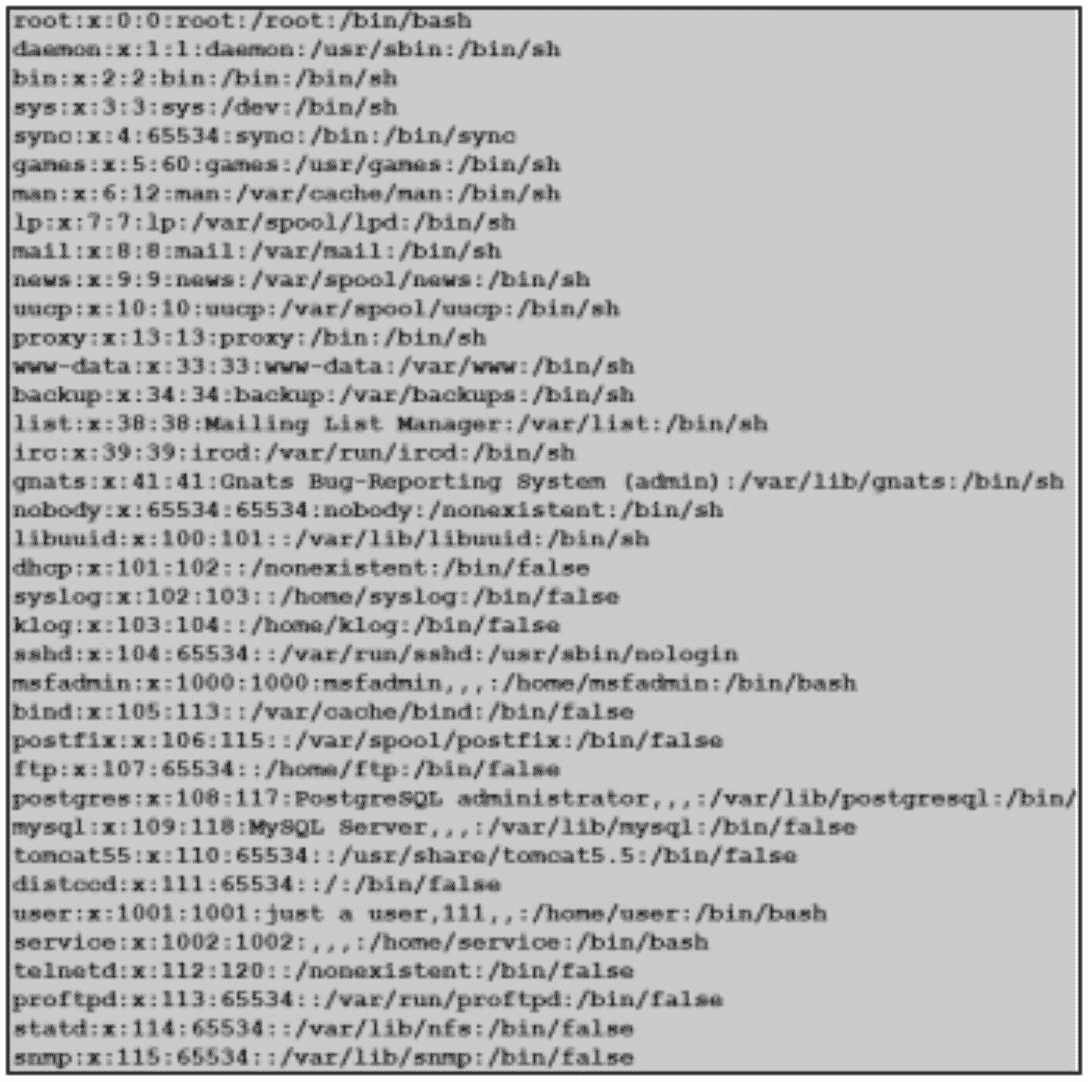 root:x:0:0:root:/root:/bin/bash
daemon:x:1:1:daemon:/usr/sbin:/bin/sh
bin:x:2:2:bin:/bin:/bin/sh
sys:x:3:3:sys:/dev:/bin/sh
sync:x:4:65534:sync:/bin:/bin/sync
games:x:5:60:games:/usr/games:/bin/sh
man:x:6:12:man:/var/cache/man:/bin/sh
lp:x:7:7:lp:/var/spool/lpd:/bin/sh
mail:x:8:8:mail:/var/mail:/bin/sh
news:x:9:9:news:/var/spool/news:/bin/sh
uucp:x:10:10:uucp:/var/spool/uucp:/bin/sh
proxy:x:13:13:proxy:/bin:/bin/sh
www-data:x:33:33:www-data:/var/www:/bin/sh
backup:x:34:34:backup:/var/backups:/bin/sh
list:x:38:38:Mailing List Manager:/var/list:/bin/sh
irc:x:39:39:ircd:/var/run/ircd:/bin/sh
gnats:x:41:41:Gnats Bug-Reporting System (admin):/var/lib/gnats:/bin/sh
nobody:x:65534:65534:nobody:/nonexistent:/bin/sh
libuuid:x:100:101::/var/lib/libuuid:/bin/sh
dhcp:x:101:102::/nonexistent:/bin/false
syslog:x:102:103::/home/syslog:/bin/false
klog:x:103:104::/home/klog:/bin/false
sshd:x:104:65534::/var/run/sshd:/usr/sbin/nologin
msfadmin:x:1000:1000:msfadmin,,,:/home/msfadmin:/bin/bash
bind:x:105:113::/var/cache/bind:/bin/false
postfix:x:106:115::/var/spool/postfix:/bin/false
ftp:x:107:65534::/home/ftp:/bin/false
postgres:x:108:117:PostgreSQL administrator,,,:/var/lib/postgresql:/bin/
mysql:x:109:118:MySQL Server,,,:/var/lib/mysql:/bin/false
tomcat55:x:110:65534::/usr/share/tomcat5.5:/bin/false
distccd:x:111:65534::/:/bin/false
user:x:1001:1001:just a user,111,,:/home/user:/bin/bash
service:x:1002:1002:,,,:/home/service:/bin/bash
telnetd:x:112:120::/nonexistent:/bin/false
proftpd:x:113:65534::/var/run/proftpd:/bin/false
statd:x:114:65534::/var/lib/nfs:/bin/false
snmp:x:115:65534::/var/lib/snmp:/bin/false